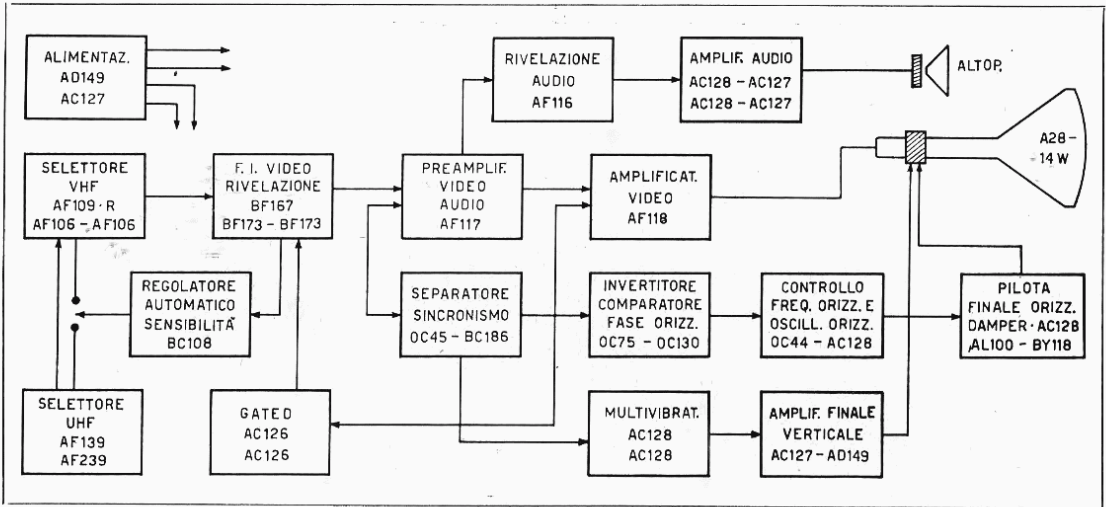 ALIMENTAZ.
AD149
AC127
RIVELAZIONE
AUDIO
AF116
AMPLIF. AUDIO
AC128 - AC127
AC128 - AC127
ALTOP.
SELETTORE
VHF
AF109 · R
AF106 - AF106
F. I. VIDEO
RIVELAZIONE
BF167
BF173 - BF173
PREAMPLIF.
VIDEO
AUDIO
AF117
AMPLIFICAT.
VIDEO
AF118
A28 -
14 W
REGOLATORE
AUTOMATICO
SENSIBILITÀ
BC108
SEPARATORE
SINCRONISMO
OC45 - BC186
INVERTITORE
COMPARATORE
FASE ORIZZ.
OC75 - OC130
CONTROLLO
FREQ. ORIZZ. E
OSCILL. ORIZZ.
OC44 - AC128
PILOTA
FINALE ORIZZ.
DAMPER · AC128
AL100 - BY118
SELETTORE
UHF
AF139
AF239
GATED
AC126
AC126
MULTIVIBRAT.
AC128
AC128
AMPLIF. FINALE
VERTICALE
AC127 - AD149